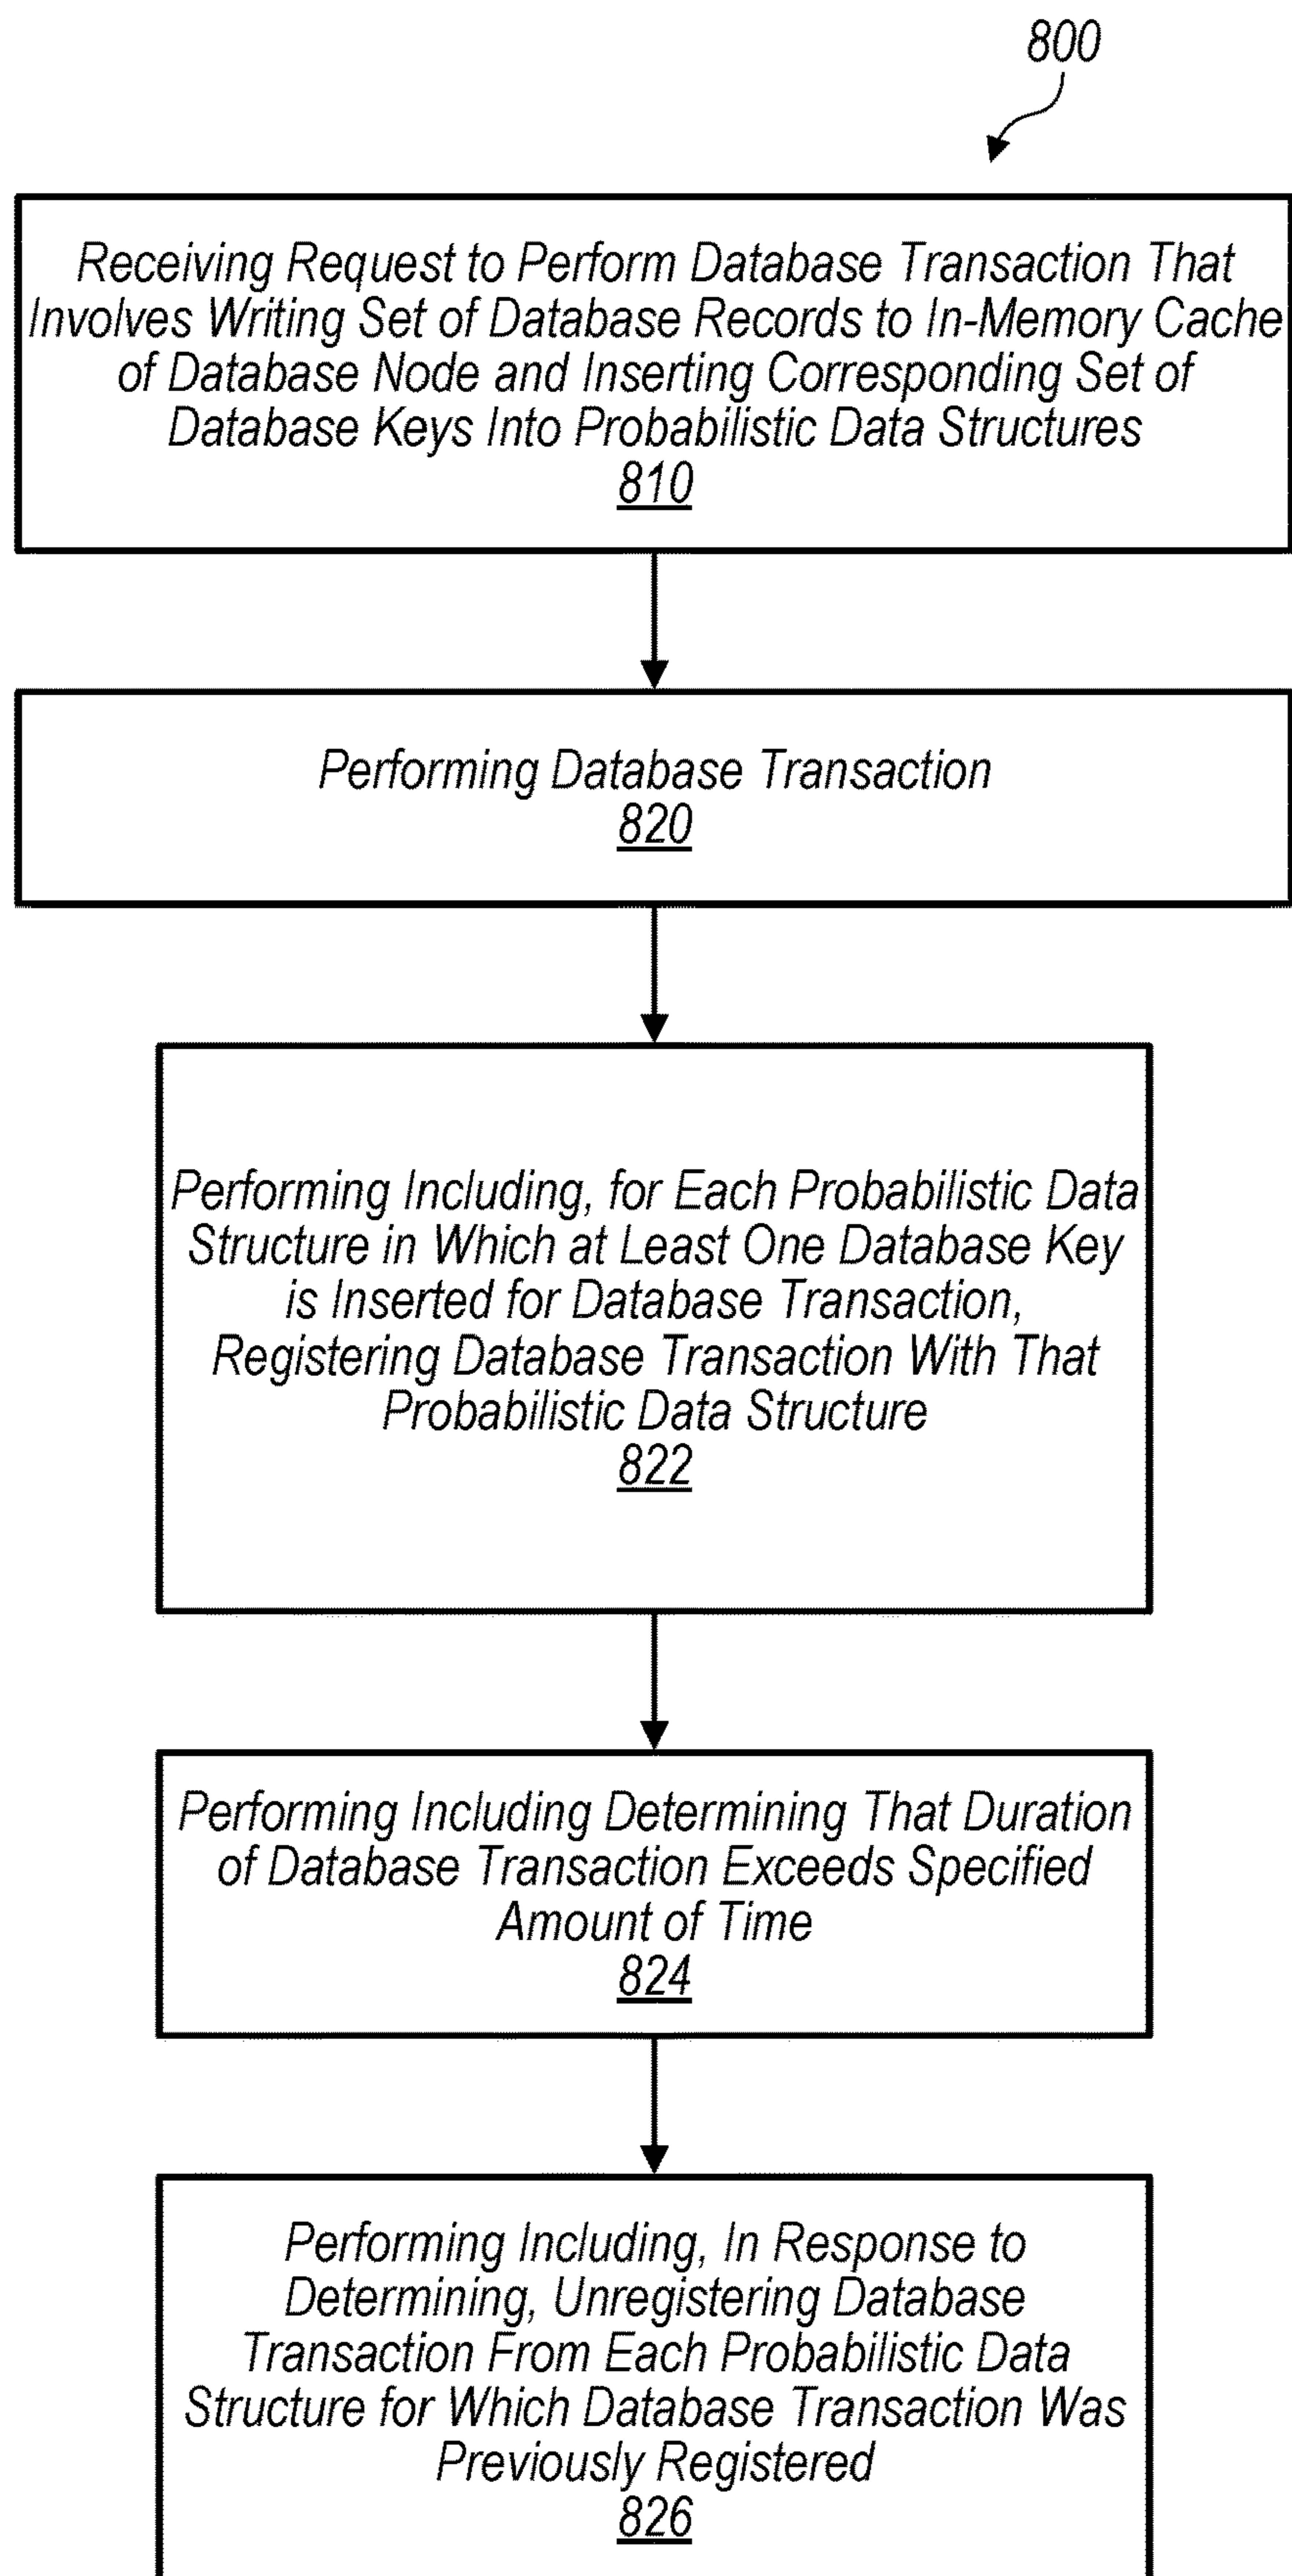 800
Receiving Request to Perform Database Transaction That
Involves Writing Set of Database Records to In-Memory Cache
of Database Node and Inserting Corresponding Set of
Database Keys Into Probabilistic Data Structures
810
Performing Database Transaction
820
Performing Including, for Each Probabilistic Data
Structure in Which at Least One Database Key
is Inserted for Database Transaction,
Registering Database Transaction With That
Probabilistic Data Structure
822
Performing Including Determining That Duration
of Database Transaction Exceeds Specified
Amount of Time
824
Performing Including, In Response to
Determining, Unregistering Database
Transaction From Each Probabilistic Data
Structure for Which Database Transaction Was
Previously Registered
826